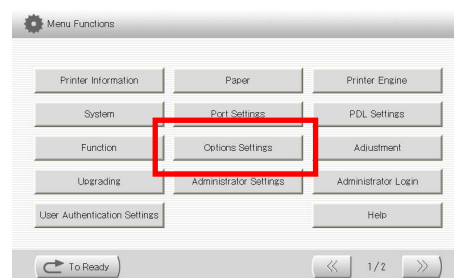 Menu Functions
Printer Information Paper Printer Engine
System Port Settings PDL Settings
Function Options Settings Adjustment
Upgrading Administrator Settings Administrator Login
User Authentication Settings Help
To Ready 1/2